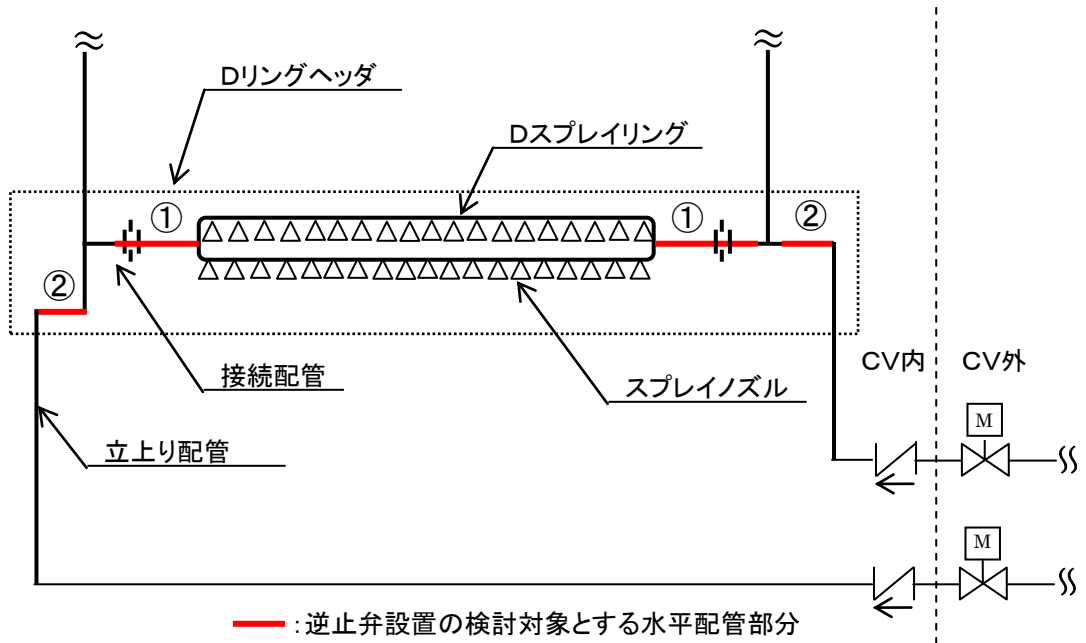 Dリングヘッダ
Dスプレイリング
①
①
②
②
接続配管
スプレイノズル
CV内
CV外
立上り配管
M
M
:逆止弁設置の検討対象とする水平配管部分